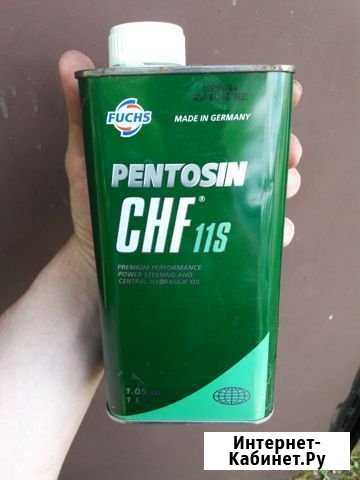 FUCHS
MADE IN GERMANY
PENTOSIN
CHF® 11S
PREMIUM PERFORMANCE
POWER STEERING AND
CENTRAL HYDRAULIC OIL
1 L
Интернет-
Кабинет.Ру